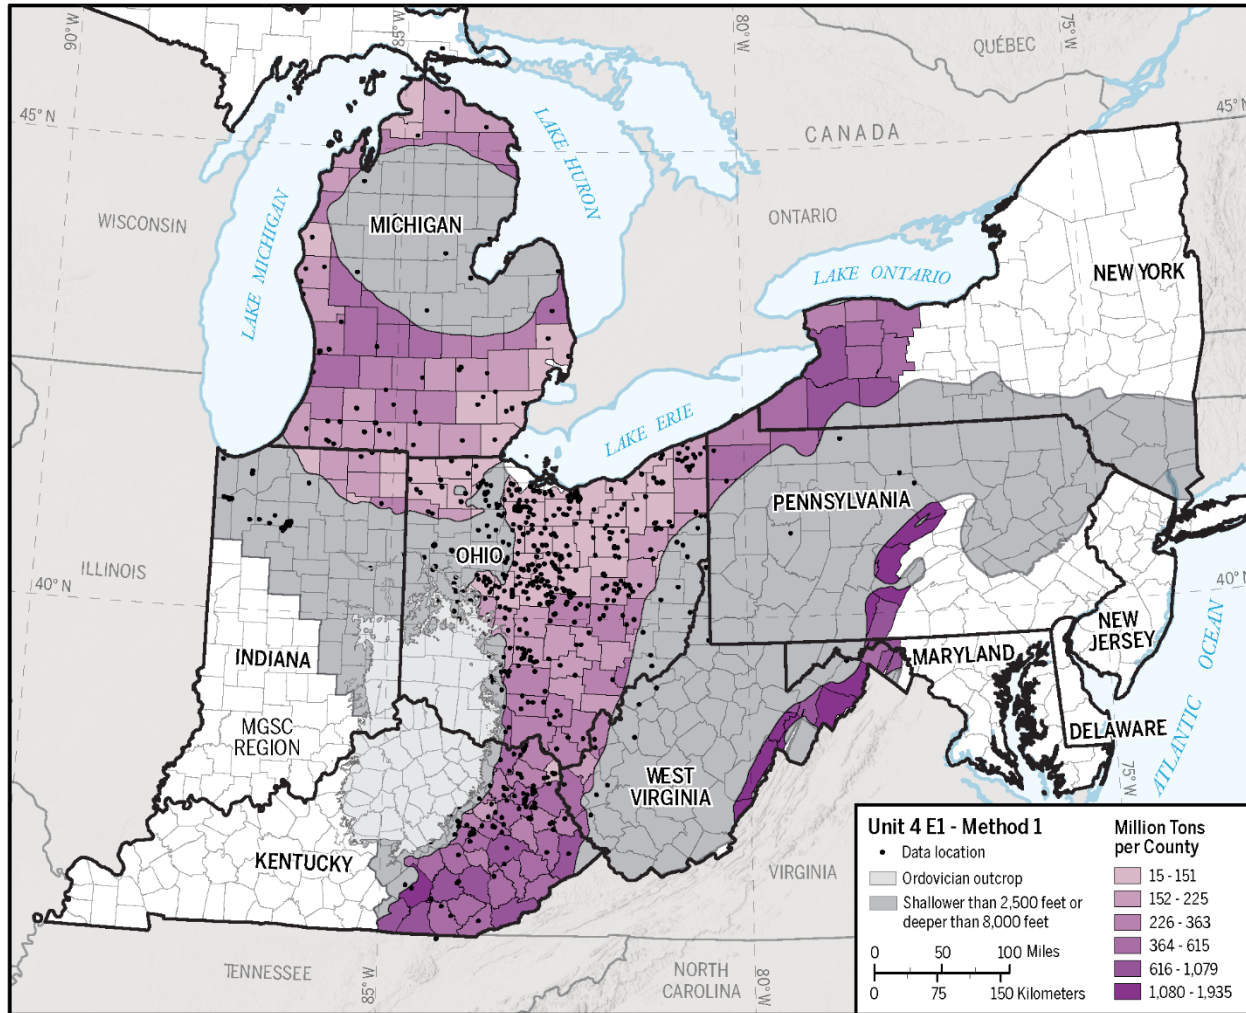 90° W
85° W
80° W
75° W
QUÉBEC
45° N
45° N
CANADA
LAKE HURON
WISCONSIN
LAKE MICHIGAN
MICHIGAN
ONTARIO
LAKE ONTARIO
NEW YORK
LAKE ERIE
PENNSYLVANIA
OHIO
ILLINOIS
40° N
40° N
NEW
JERSEY
INDIANA
MARYLAND
OCEAN
ATLANTIC
MGSC
REGION
DELAWARE
WEST
VIRGINIA
75° W
KENTUCKY
VIRGINIA
TENNESSEE
85° W
NORTH
CAROLINA
80° W
Unit 4 E1 - Method 1
Data location
Ordovician outcrop
Shallower than 2,500 feet or
deeper than 8,000 feet
0 50 100 Miles
0 75 150 Kilometers
Million Tons
per County
15 - 151
152 - 225
226 - 363
364 - 615
616 - 1,079
1,080 - 1,935